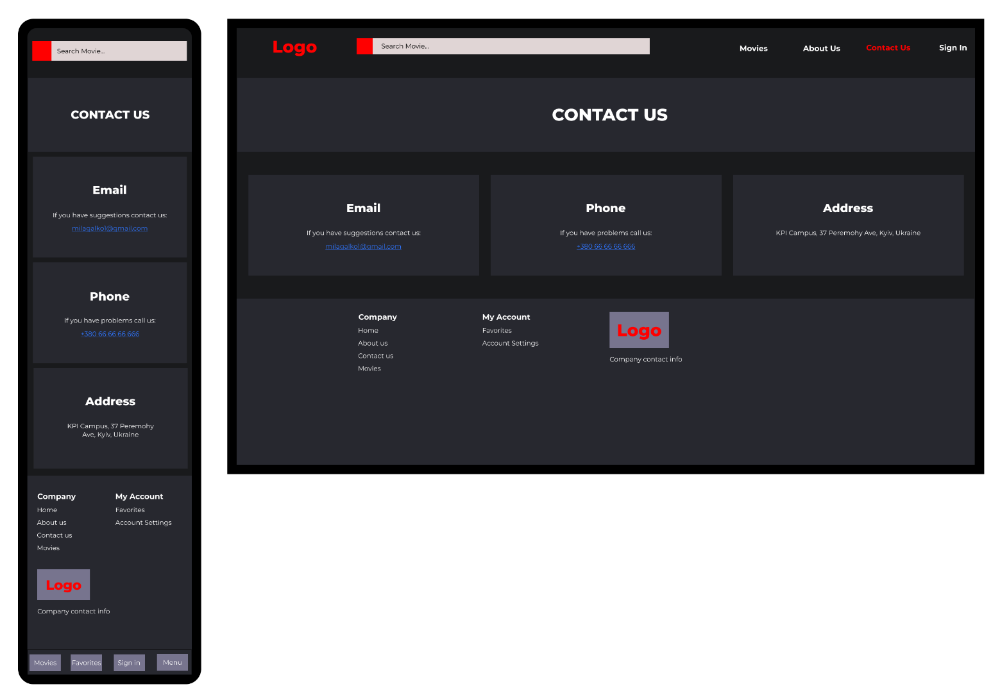 Search Movie...
CONTACT US
Email
If you have suggestions contact us:
milagalko1@gmail.com
Phone
If you have problems call us:
+380 66 66 66 666
Address
KPI Campus, 37 Peremohy
Ave, Kyiv, Ukraine
Company
Home
About us
Contact us
Movies
My Account
Favorites
Account Settings
Logo
Company contact info
Movies Favorites Sign in Menu
Logo
Search Movie...
Movies About Us Contact Us Sign In
CONTACT US
Email
If you have suggestions contact us:
milagalko1@gmail.com
Phone
If you have problems call us:
+380 66 66 66 666
Address
KPI Campus, 37 Peremohy Ave, Kyiv, Ukraine
Company
Home
About us
Contact us
Movies
My Account
Favorites
Account Settings
Logo
Company contact info